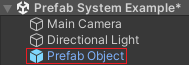 Prefab System Example*
Main Camera
Directional Light
Prefab Object